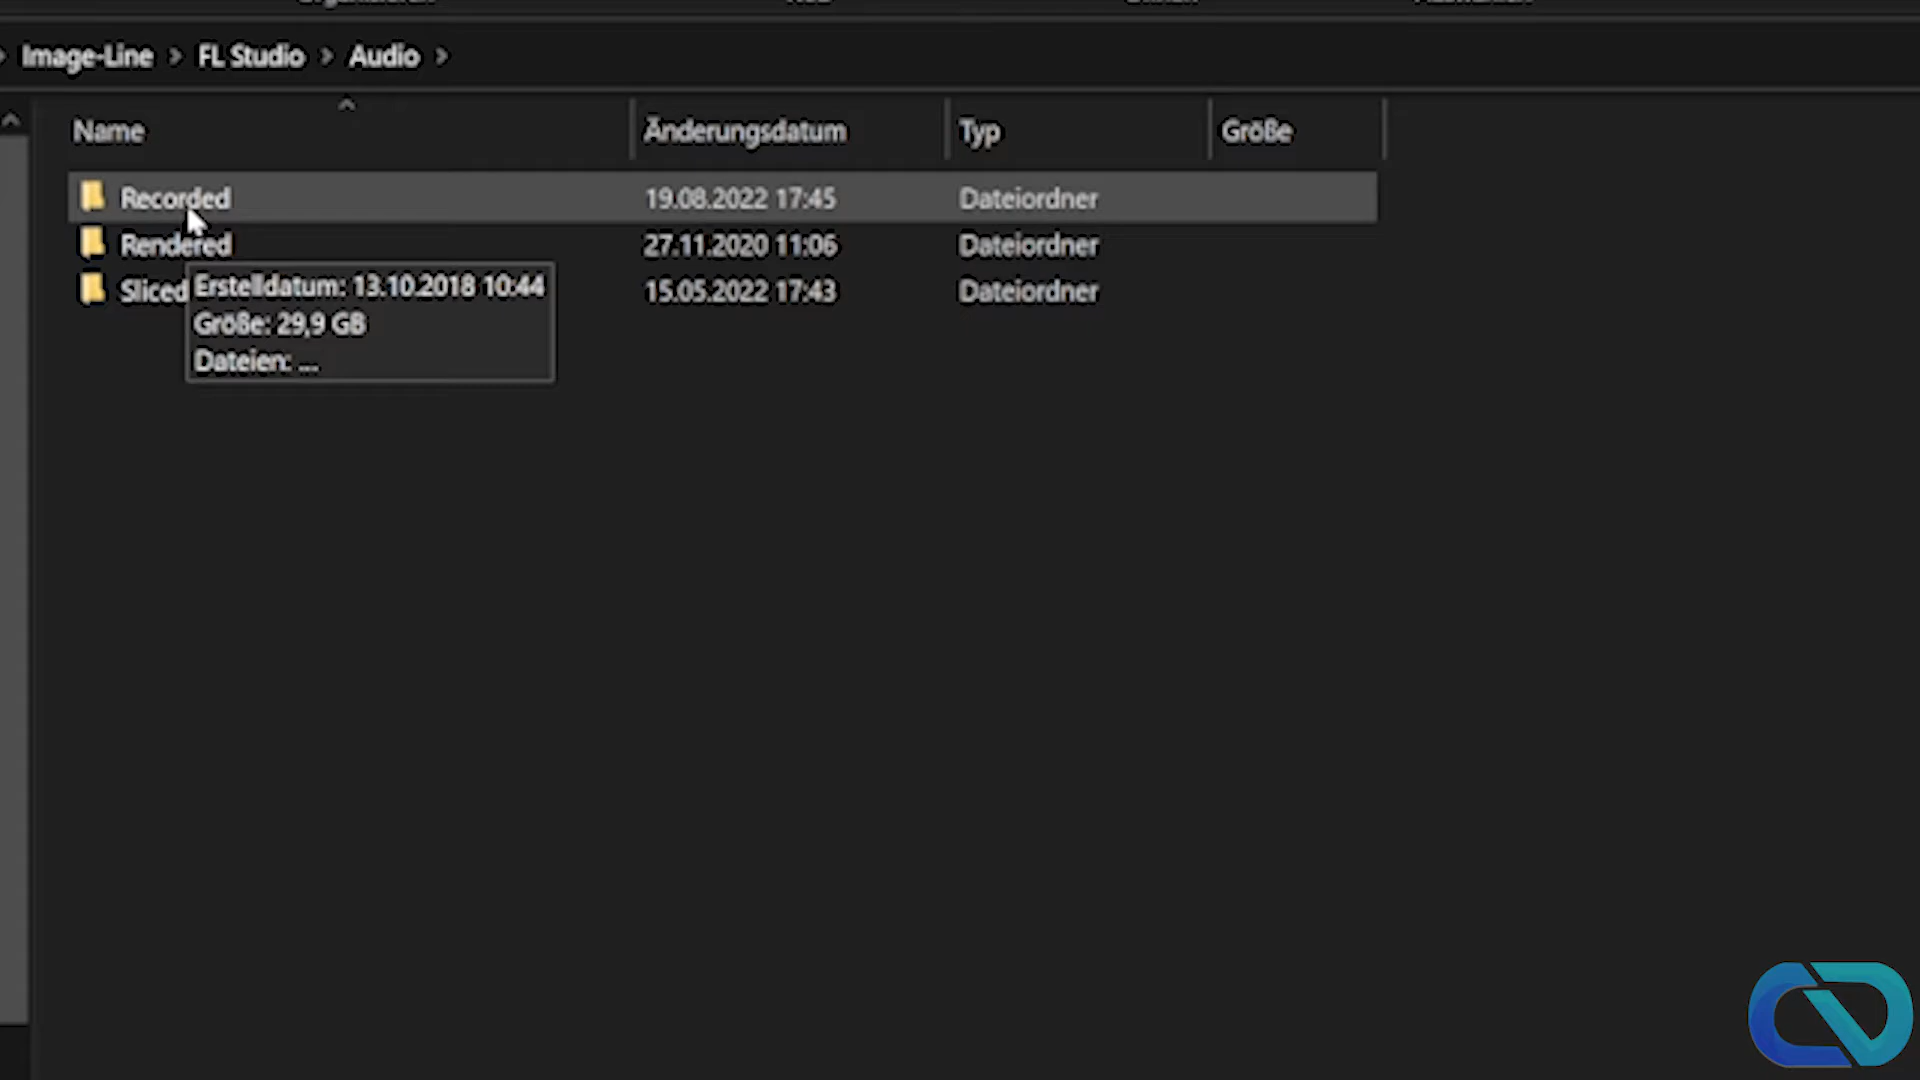 Image-Line > FL Studio > Audio >
Name Änderungsdatum Typ Größe
Recorded 19.08.2022 17:45 Dateiordner
Rendered 27.11.2020 11:06 Dateiordner
Sliced 15.05.2022 17:43 Dateiordner
Erstelldatum: 13.10.2018 10:44
Größe: 29,9 GB
Dateien: ...